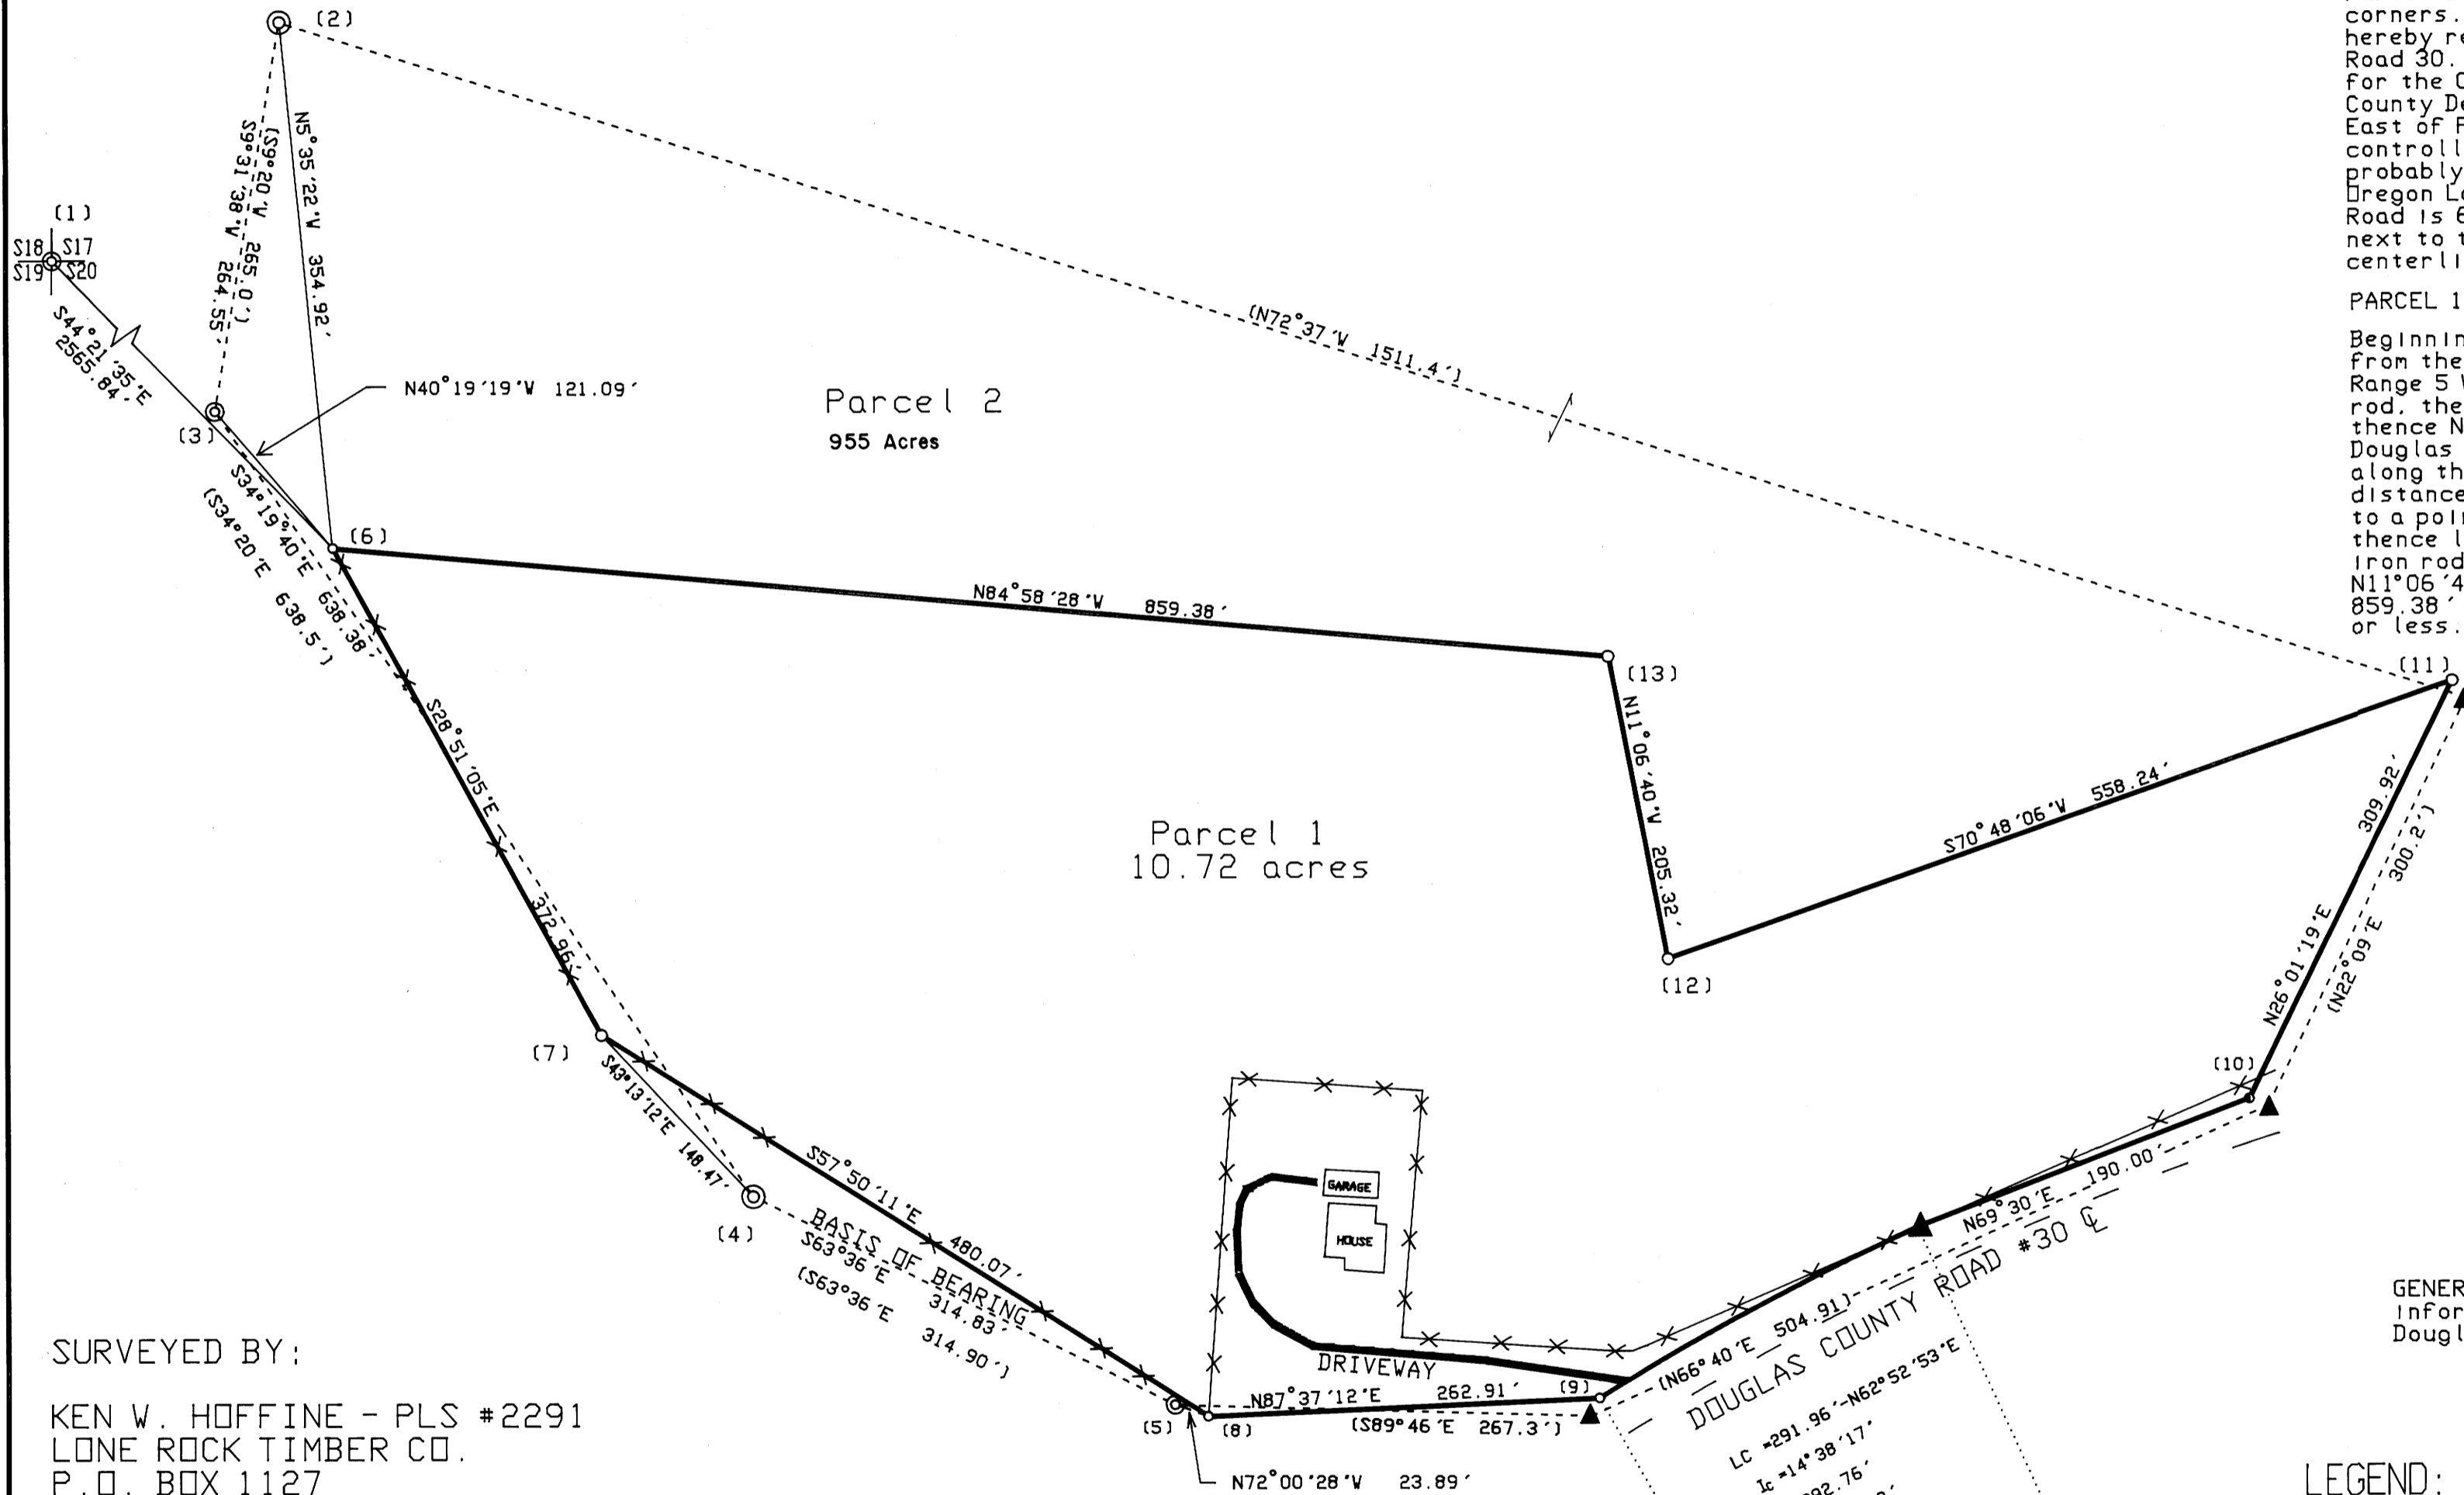 (2)
(1)
S18 S17
S19 S20
S44°21'35"E
2565.84'
(S9°20'W 265.0')
S9°31'38"W 264.55'
N5°35'22"W 354.92'
(3)
N40°19'19"W 121.09'
S34°19'40"E 638.38'
(S34°20'E 638.5')
(6)
(N72°37'W 1511.4')
Parcel 2
955 Acres
N84°58'28"W 859.38'
(13)
N11°06'40"W 205.32'
(12)
(11)
S70°48'06"W 558.24'
N26°01'19"E 309.92'
(N22°09'E 300.2')
(10)
Parcel 1
10.72 acres
S28°51'05"E 372.96'
(7)
S43°13'12"E 148.47'
(4)
S57°50'11"E 480.07'
BASIS OF BEARING
S63°36'E 314.83'
(S63°36'E 314.90')
GARAGE
HOUSE
DRIVEWAY
N87°37'12"E 262.91'
(S89°46'E 267.3')
(9)
(5)
(8)
N72°00'28"W 23.89'
N69°30'E 190.00'
(N66°40'E 504.91)
DOUGLAS COUNTY ROAD #30 ℄
LC =291.96'-N62°52'53"E
Ic =14°38'17"
92.76'
SURVEYED BY:
KEN W. HOFFINE - PLS #2291
LONE ROCK TIMBER CO.
P.O. BOX 1127
corners.
hereby re
Road 30.
for the
County De
East of
controll
probably
Oregon Lo
Road is 6
next to t
centerli
PARCEL 1
Beginnin
from the
Range 5
rod, the
thence N
Douglas
along th
distance
to a poin
thence l
iron rod
N11°06'4
859.38'
or less.
GENER
Infor
Dougl
LEGEND: